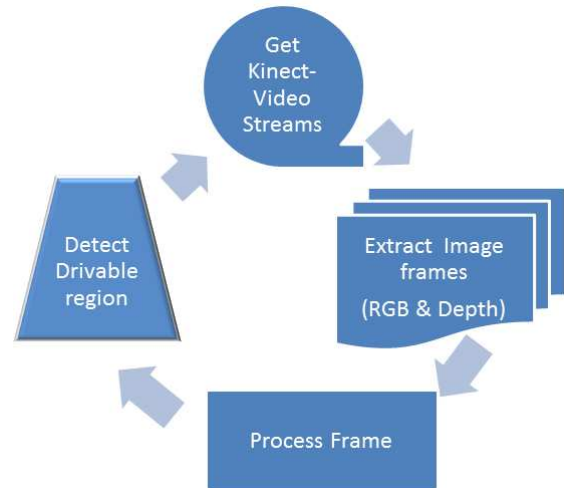 Get
Kinect-
Video
Streams
Extract Image
frames
(RGB & Depth)
Process Frame
Detect
Drivable
region